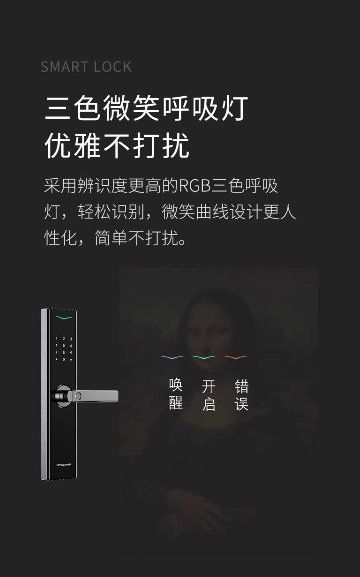 SMART LOCK
三色微笑呼吸灯
优雅不打扰
采用辨识度更高的RGB三色呼吸
灯，轻松识别，微笑曲线设计更人
性化，简单不打扰。
唤醒
开启
错误